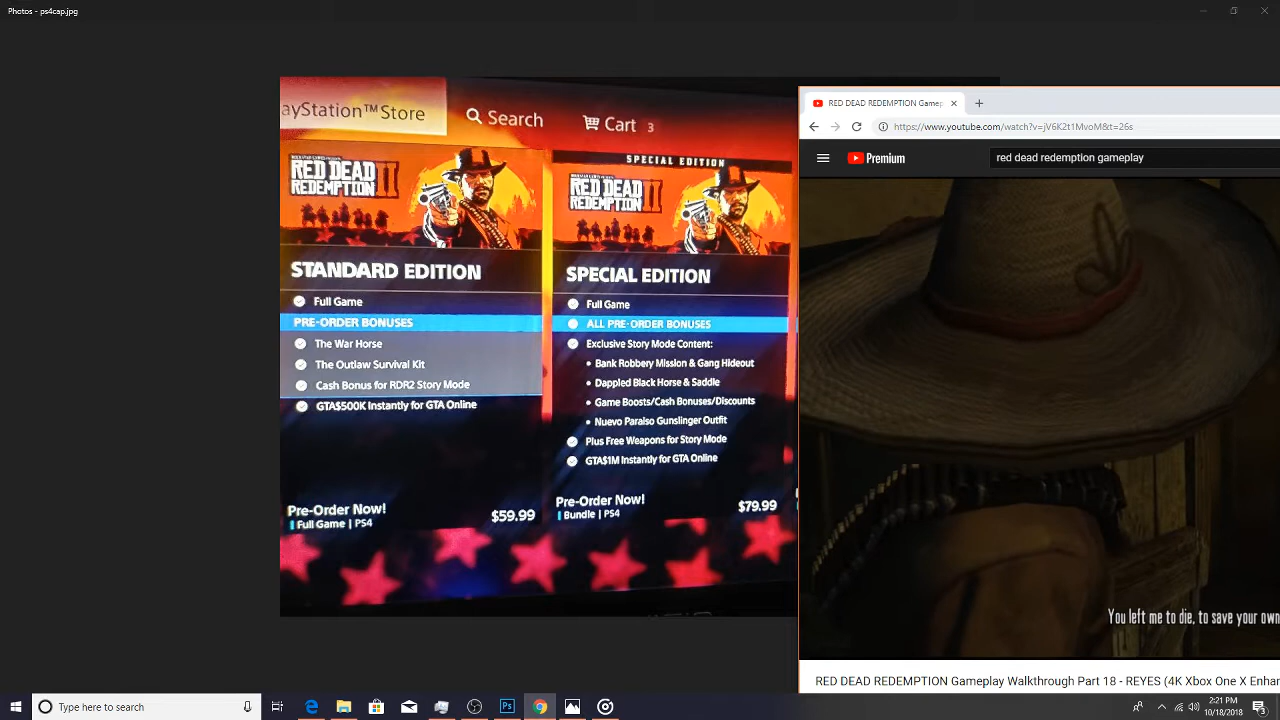 Photos - ps4cap.jpg
ayStation™Store
Search
Cart 3
RED DEAD
REDEMPTION II
STANDARD EDITION
Full Game
PRE-ORDER BONUSES
The War Horse
The Outlaw Survival Kit
Cash Bonus for RDR2 Story Mode
GTA$500K Instantly for GTA Online
Pre-Order Now!
Full Game | PS4
$59.99
SPECIAL EDITION
RED DEAD
REDEMPTION II
SPECIAL EDITION
Full Game
ALL PRE-ORDER BONUSES
Exclusive Story Mode Content:
• Bank Robbery Mission & Gang Hideout
• Dappled Black Horse & Saddle
• Game Boosts/Cash Bonuses/Discounts
• Nuevo Paraiso Gunslinger Outfit
Plus Free Weapons for Story Mode
GTA$1M Instantly for GTA Online
Pre-Order Now!
Bundle | PS4
$79.99
RED DEAD REDEMPTION Gamep
https://www.youtube.com/watch?v=jV6K2t1MvoM&t=26s
Premium
red dead redemption gameplay
You left me to die, to save your own
RED DEAD REDEMPTION Gameplay Walkthrough Part 18 - REYES (4K Xbox One X Enhan
Type here to search
Ps
2:21 PM
10/18/2018